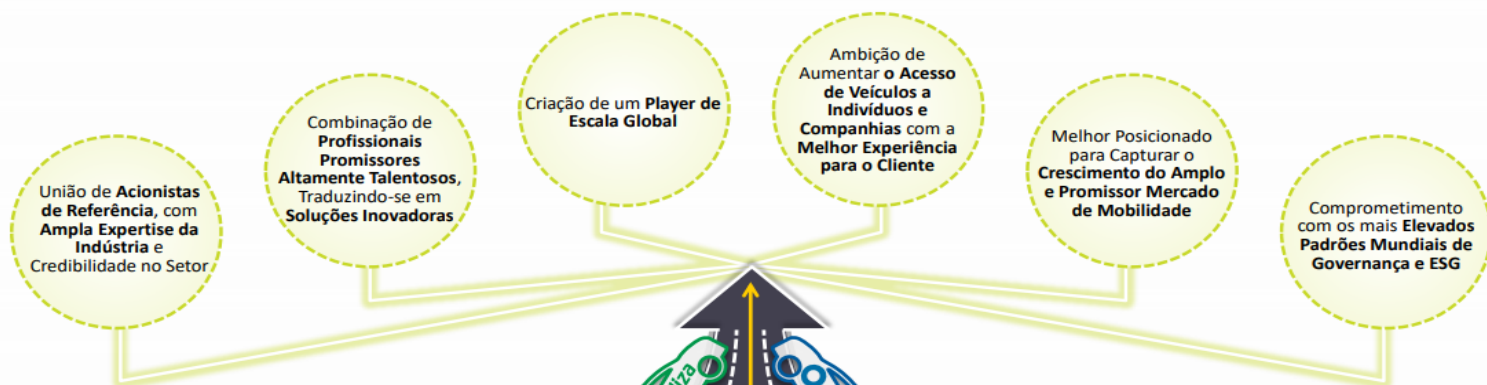 União de Acionistas
de Referência, com
Ampla Expertise da
Indústria e
Credibilidade no Setor
Combinação de
Profissionais
Promissores
Altamente Talentosos,
Traduzindo-se em
Soluções Inovadoras
Criação de um Player de
Escala Global
Ambição de
Aumentar o Acesso
de Veículos a
Indivíduos e
Companhias com a
Melhor Experiência
para o Cliente
Melhor Posicionado
para Capturar o
Crescimento do Amplo
e Promissor Mercado
de Mobilidade
Comprometimento
com os mais Elevados
Padrões Mundiais de
Governança e ESG